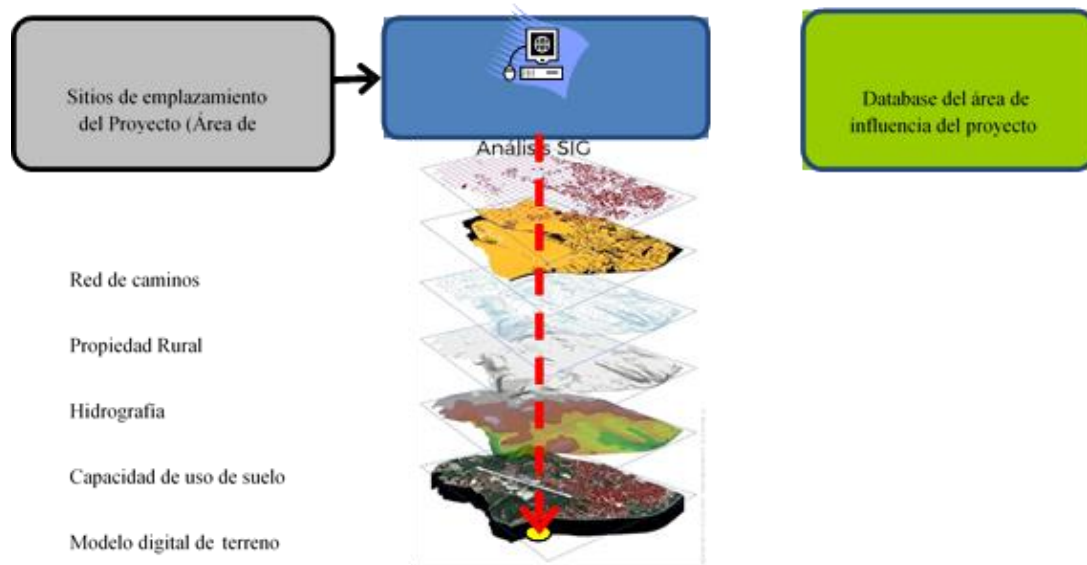 Sitios de emplazamiento
del Proyecto (Área de
Análisis SIG
Database del área de
influencia del proyecto
Red de caminos
Propiedad Rural
Hidrografía
Capacidad de uso de suelo
Modelo digital de terreno